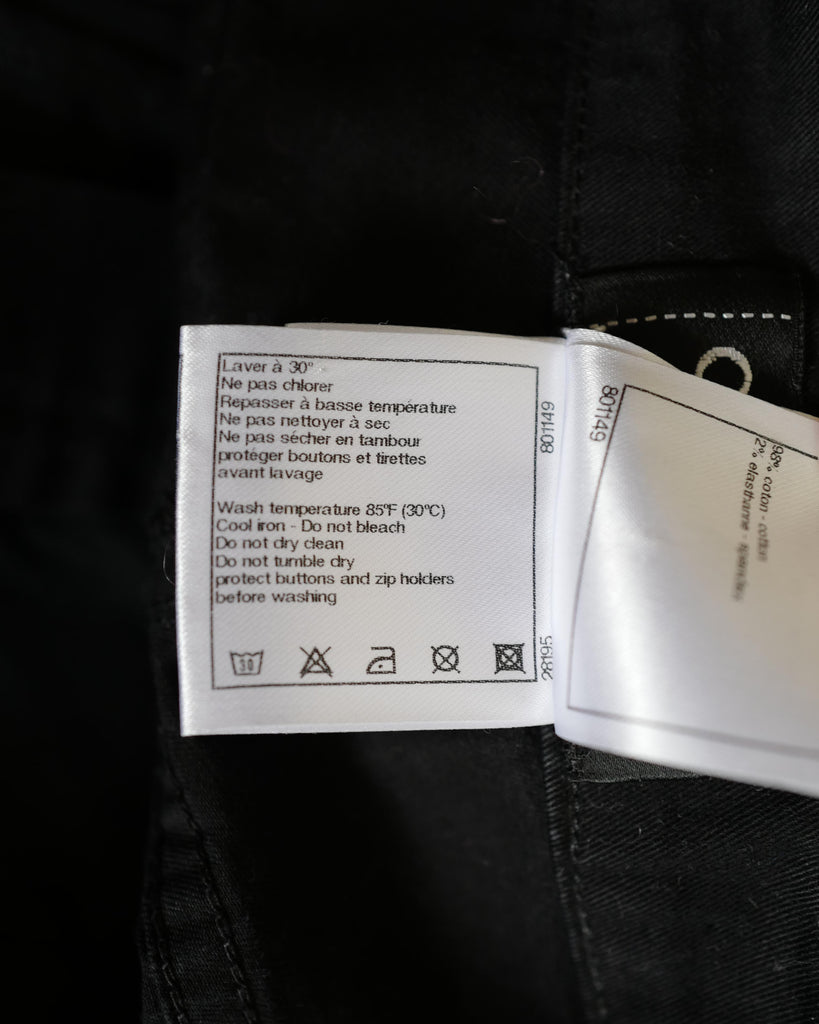 Laver à 30°
Ne pas chlorer
Repasser à basse température
Ne pas nettoyer à sec
Ne pas sécher en tambour
protéger boutons et tirettes
avant lavage
Wash temperature 85°F (30°C)
Cool iron - Do not bleach
Do not dry clean
Do not tumble dry
protect buttons and zip holders
before washing
30
801149
28195
801149
98% coton - cotton
2% elasthanne - spandex